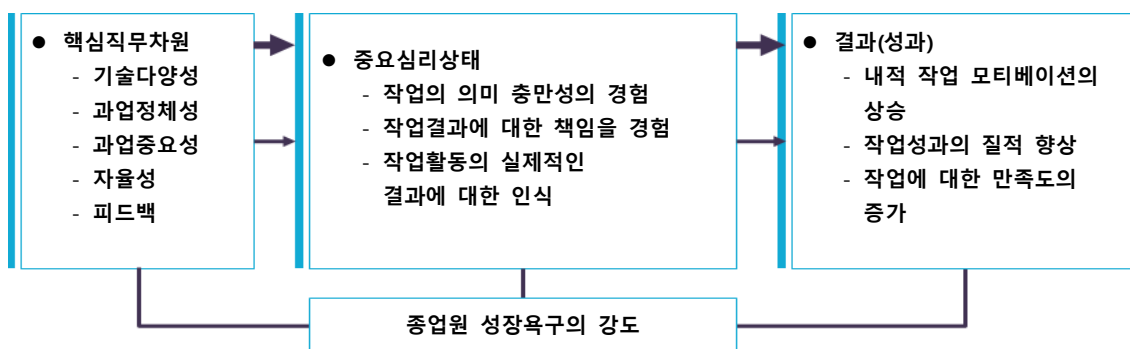 ● 핵심직무차원
- 기술다양성
- 과업정체성
- 과업중요성
- 자율성
- 피드백
● 중요심리상태
- 작업의 의미 충만성의 경험
- 작업결과에 대한 책임을 경험
- 작업활동의 실제적인
결과에 대한 인식
● 결과(성과)
- 내적 작업 모티베이션의
상승
- 작업성과의 질적 향상
- 작업에 대한 만족도의
증가
종업원 성장욕구의 강도